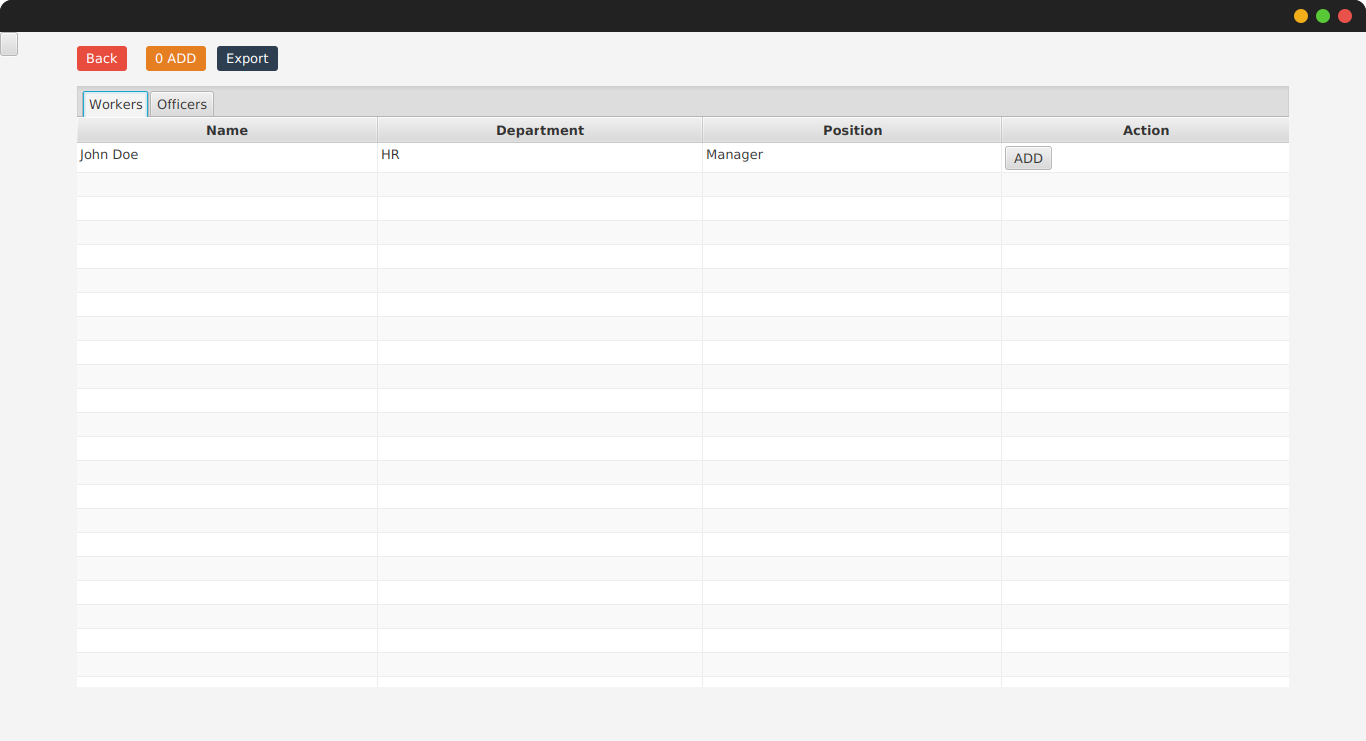 Back 0 ADD Export
Workers Officers
Name Department Position Action
John Doe HR Manager ADD